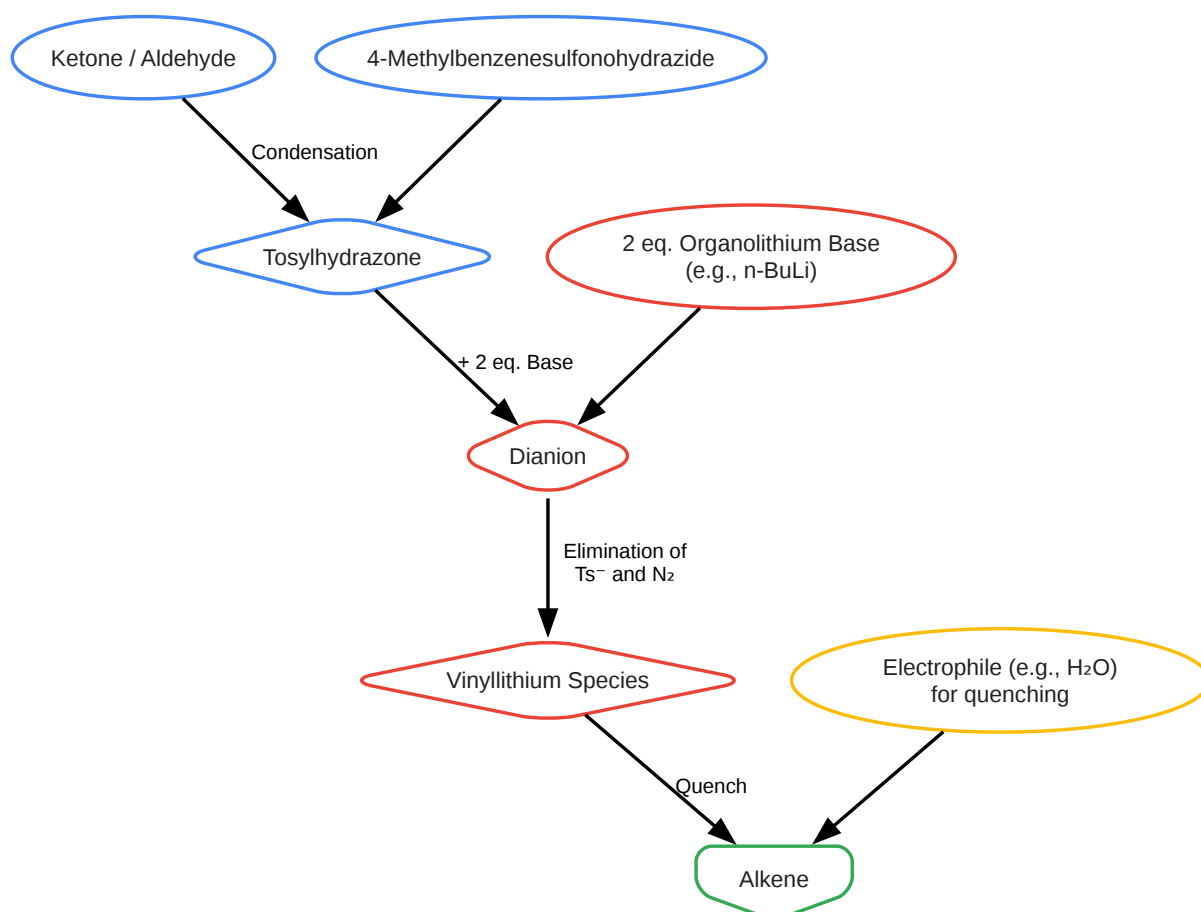 Ketone / Aldehyde
4-Methylbenzenesulfonohydrazide
Condensation
Tosylhydrazone
2 eq. Organolithium Base
(e.g., n-BuLi)
+ 2 eq. Base
Dianion
Elimination of
Ts⁻ and N₂
Vinyllithium Species
Electrophile (e.g., H₂O)
for quenching
Quench
Alkene